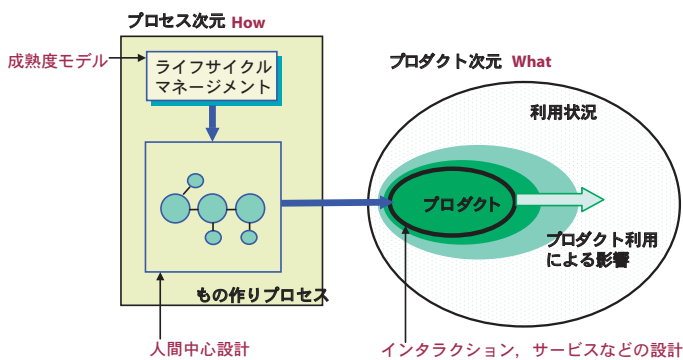 プロセス次元 How
成熟度モデル
ライフサイクル
マネージメント
もの作りプロセス
人間中心設計
プロダクト次元 What
利用状況
プロダクト
プロダクト利用
による影響
インタラクション，サービスなどの設計